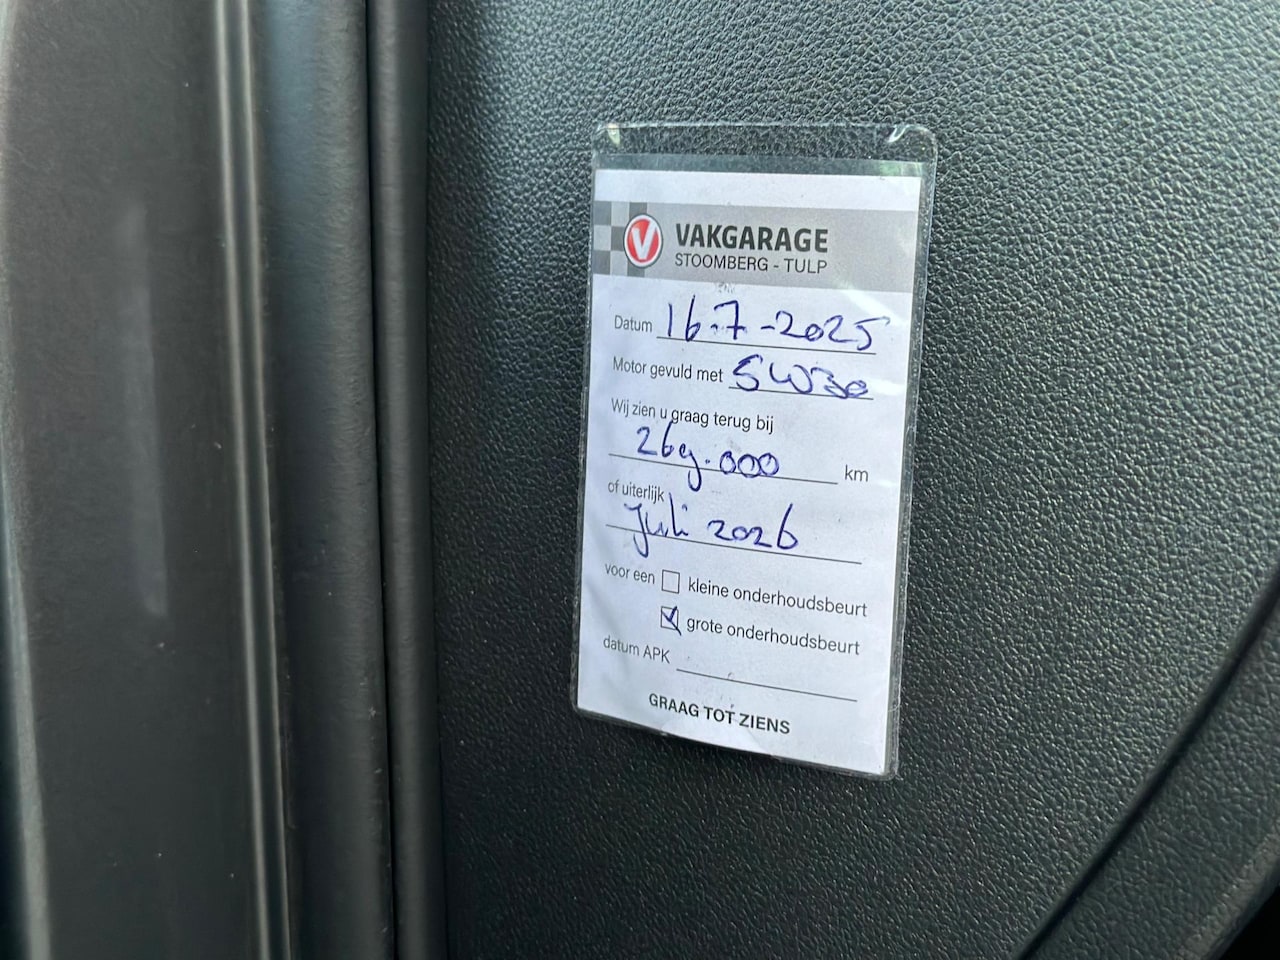 V VAKGARAGE
STOOMBERG - TULP
Datum 16-7-2025
Motor gevuld met 5W30
Wij zien u graag terug bij
269.000 km
of uiterlijk
Juli 2026
voor een kleine onderhoudsbeurt
grote onderhoudsbeurt
datum APK
GRAAG TOT ZIENS